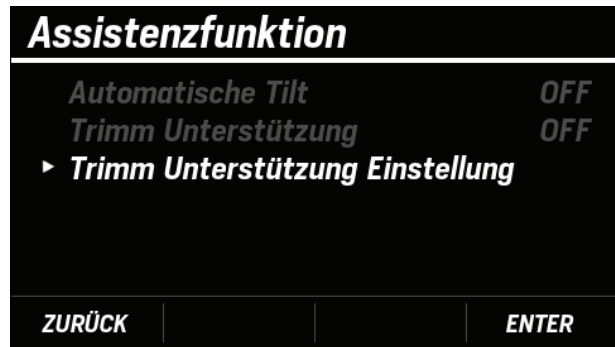 Assistenzfunktion
Automatische Tilt OFF
Trimm Unterstützung OFF
▸ Trimm Unterstützung Einstellung
ZURÜCK ENTER